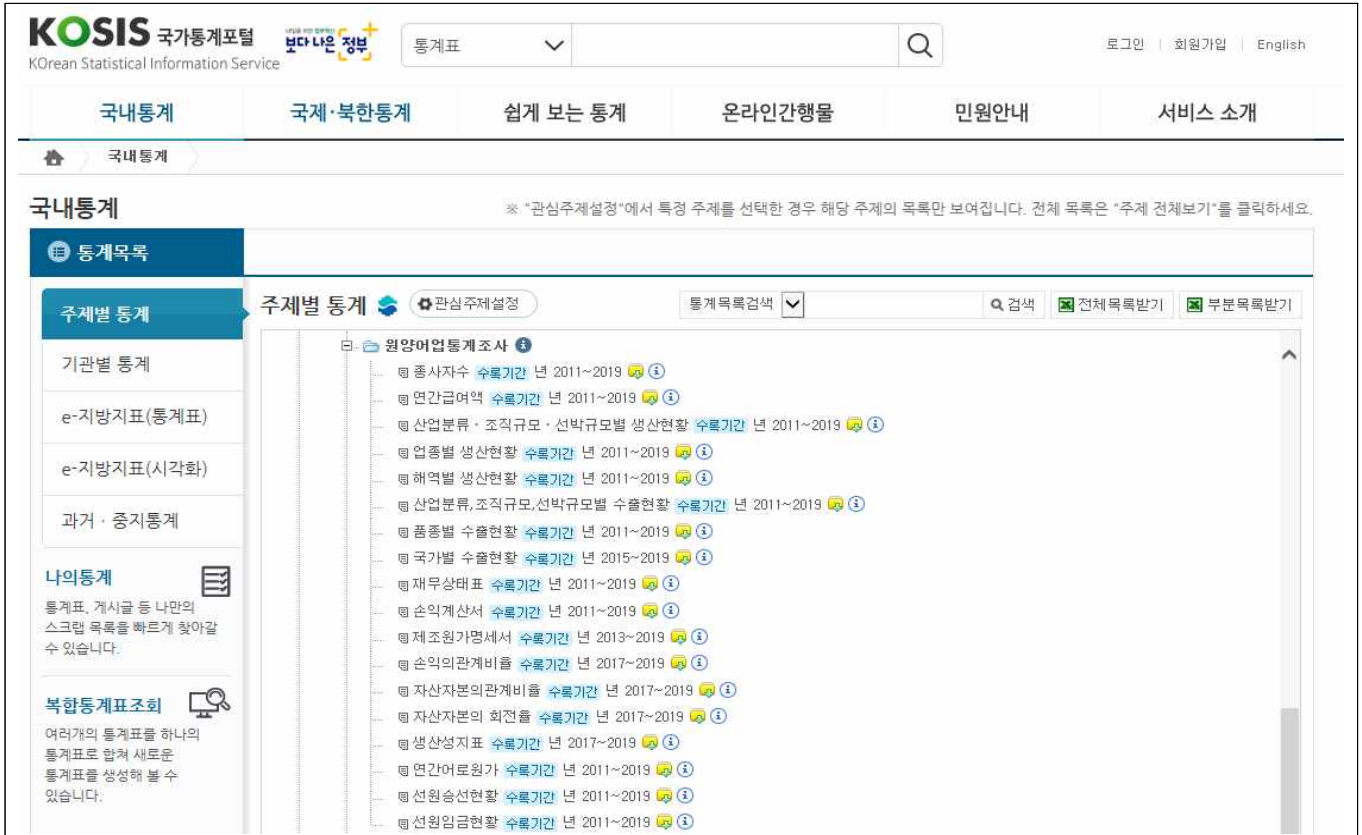 KOSIS 국가통계포털
KOrean Statistical Information Service
보다나은 정부
통계표
로그인 | 회원가입 | English
국내통계 국제·북한통계 쉽게 보는 통계 온라인간행물 민원안내 서비스 소개
국내통계
국내통계
※ "관심주제설정"에서 특정 주제를 선택한 경우 해당 주제의 목록만 보여집니다. 전체 목록은 "주제 전체보기"를 클릭하세요.
통계목록
주제별 통계
기관별 통계
e-지방지표(통계표)
e-지방지표(시각화)
과거 · 중지통계
나의통계
통계표, 게시글 등 나만의
스크랩 목록을 빠르게 찾아갈
수 있습니다.
복합통계표조회
여러개의 통계표를 하나의
통계표로 합쳐 새로운
통계표를 생성해 볼 수
있습니다.
주제별 통계 관심주제설정 통계목록검색 검색 전체목록받기 부분목록받기
원양어업통계조사
종사자수 수록기간 년 2011~2019
연간급여액 수록기간 년 2011~2019
산업분류 · 조직규모 · 선박규모별 생산현황 수록기간 년 2011~2019
업종별 생산현황 수록기간 년 2011~2019
해역별 생산현황 수록기간 년 2011~2019
산업분류,조직규모,선박규모별 수출현황 수록기간 년 2011~2019
품종별 수출현황 수록기간 년 2011~2019
국가별 수출현황 수록기간 년 2015~2019
재무상태표 수록기간 년 2011~2019
손익계산서 수록기간 년 2011~2019
제조원가명세서 수록기간 년 2013~2019
손익의관계비율 수록기간 년 2017~2019
자산자본의관계비율 수록기간 년 2017~2019
자산자본의 회전율 수록기간 년 2017~2019
생산성지표 수록기간 년 2017~2019
연간어로원가 수록기간 년 2011~2019
선원승선현황 수록기간 년 2011~2019
선원임금현황 수록기간 년 2011~2019